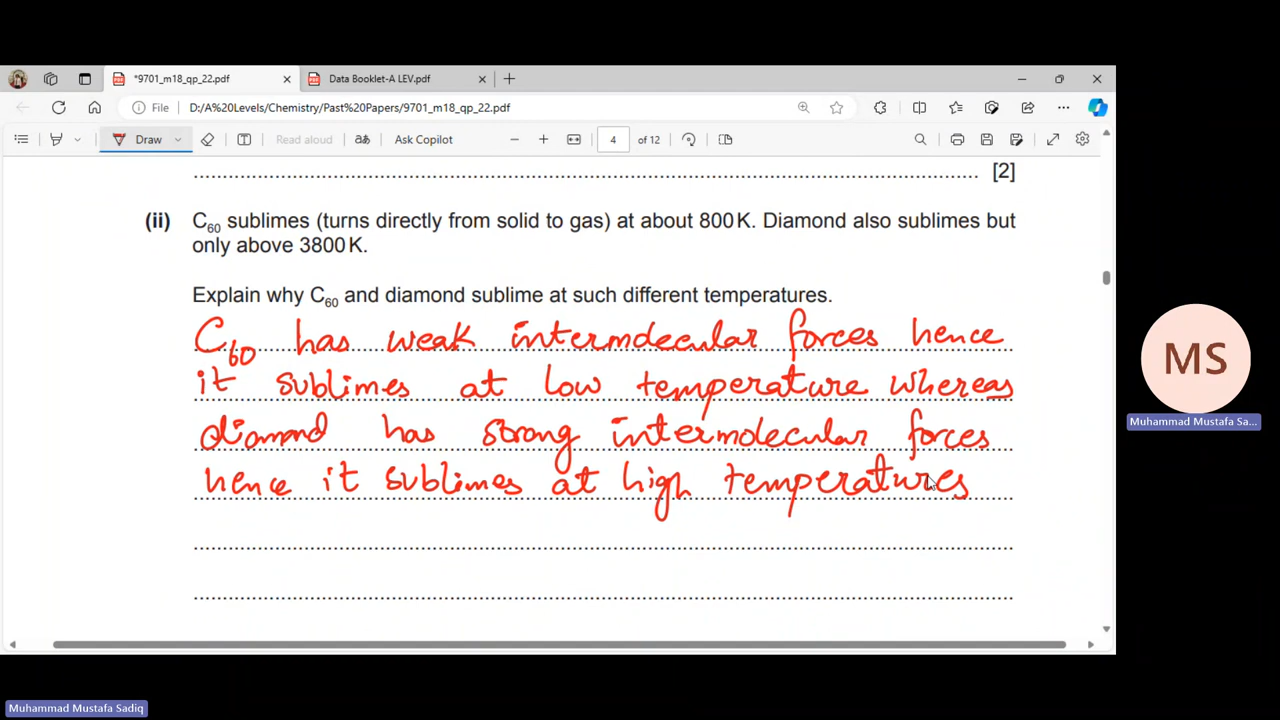 *9701_m18_qp_22.pdf
Data Booklet-A LEV.pdf
File D:/A%20Levels/Chemistry/Past%20Papers/9701_m18_qp_22.pdf
Draw Read aloud aあ Ask Copilot 4 of 12
[2]
(ii) C60 sublimes (turns directly from solid to gas) at about 800 K. Diamond also sublimes but
only above 3800 K.
Explain why C60 and diamond sublime at such different temperatures.
C60 has weak intermolecular forces hence
it sublimes at low temperature whereas
diamond has strong intermolecular forces
hence it sublimes at high temperatures
MS
Muhammad Mustafa Sa...
Muhammad Mustafa Sadiq